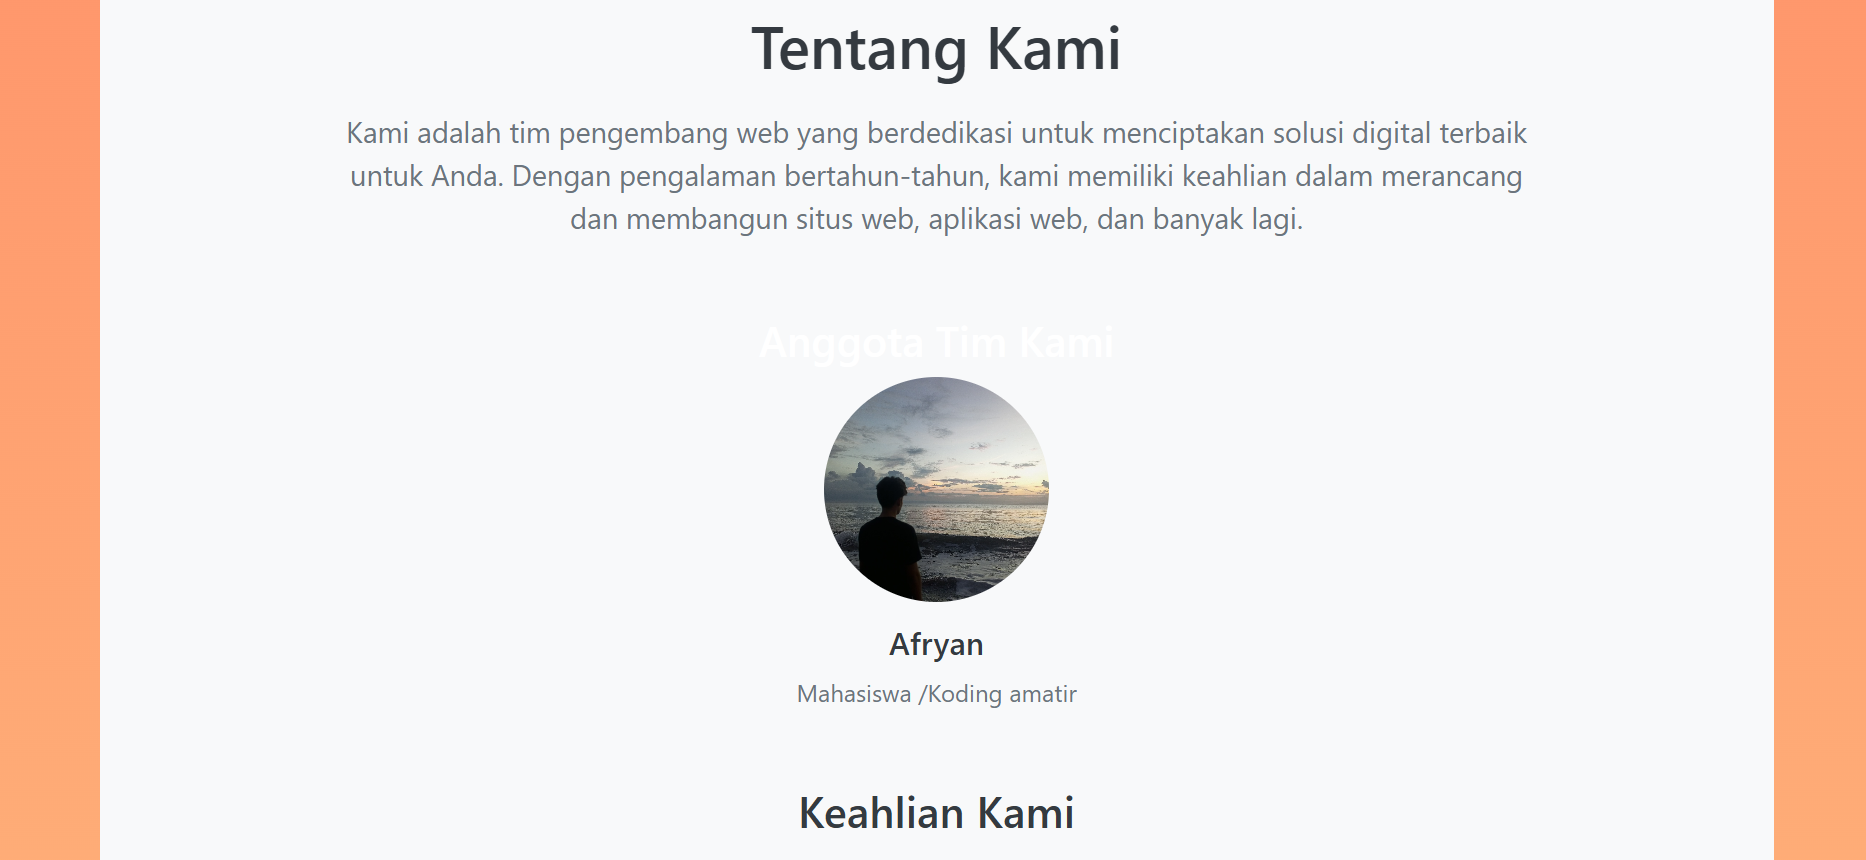 Tentang Kami
Kami adalah tim pengembang web yang berdedikasi untuk menciptakan solusi digital terbaik
untuk Anda. Dengan pengalaman bertahun-tahun, kami memiliki keahlian dalam merancang
dan membangun situs web, aplikasi web, dan banyak lagi.
Anggota Tim Kami
Afryan
Mahasiswa /Koding amatir
Keahlian Kami